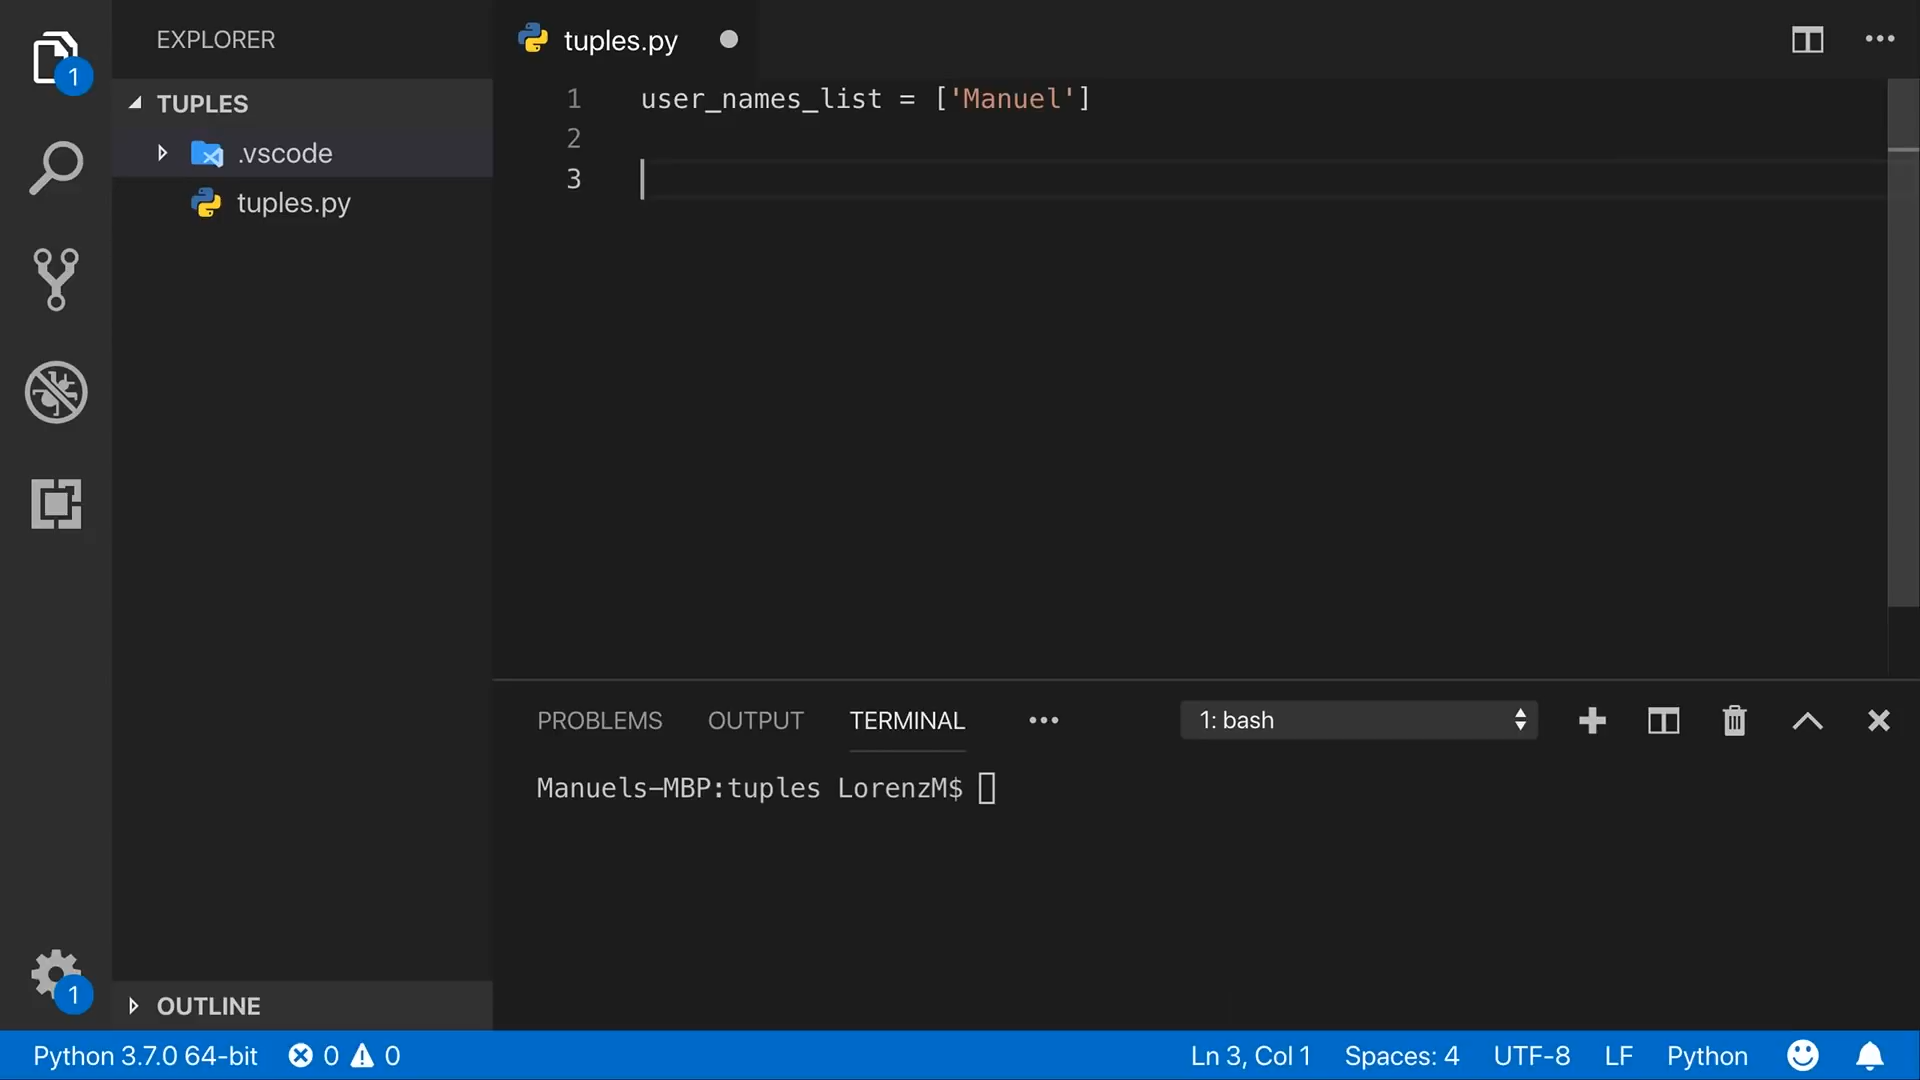 EXPLORER
tuples.py
1
TUPLES
.vscode
tuples.py
1 user_names_list = ['Manuel']
2
3
PROBLEMS OUTPUT TERMINAL 1: bash
Manuels-MBP:tuples LorenzM$
1
OUTLINE
Python 3.7.0 64-bit 0 0 Ln 3, Col 1 Spaces: 4 UTF-8 LF Python